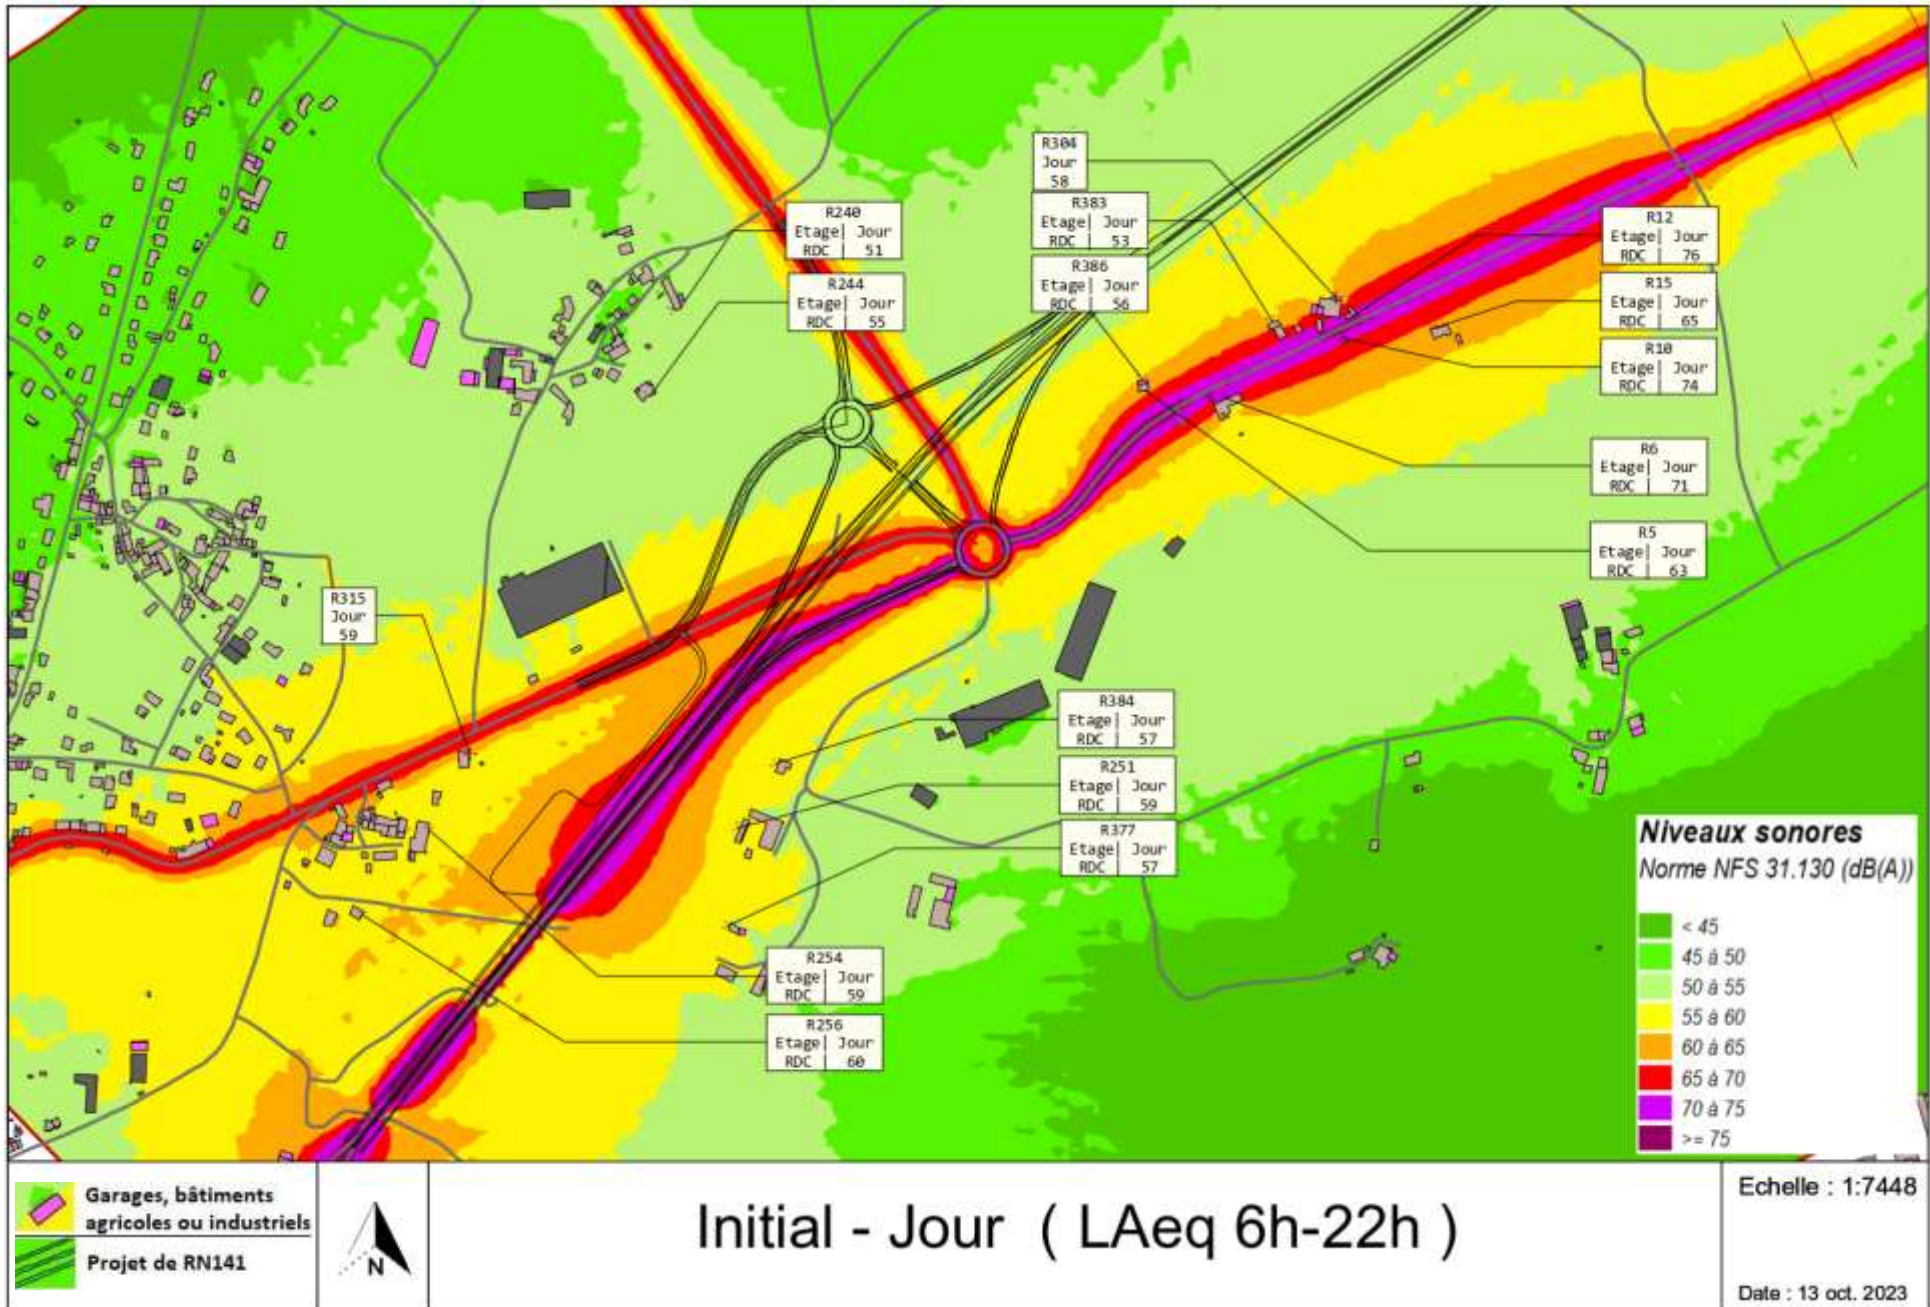 R304
Jour
58
R383
Etage| Jour
RDC | 53
R386
Etage| Jour
RDC | 56
R240
Etage| Jour
RDC | 51
R244
Etage| Jour
RDC | 55
R12
Etage| Jour
RDC | 76
R15
Etage| Jour
RDC | 65
R10
Etage| Jour
RDC | 74
R6
Etage| Jour
RDC | 71
R5
Etage| Jour
RDC | 63
R315
Jour
59
R384
Etage| Jour
RDC | 57
R251
Etage| Jour
RDC | 59
R377
Etage| Jour
RDC | 57
R254
Etage| Jour
RDC | 59
R256
Etage| Jour
RDC | 60
Niveaux sonores
Norme NFS 31.130 (dB(A))
< 45
45 à 50
50 à 55
55 à 60
60 à 65
65 à 70
70 à 75
>= 75
Garages, bâtiments
agricoles ou industriels
Projet de RN141
N
Initial - Jour ( LAeq 6h-22h )
Echelle : 1:7448
Date : 13 oct. 2023